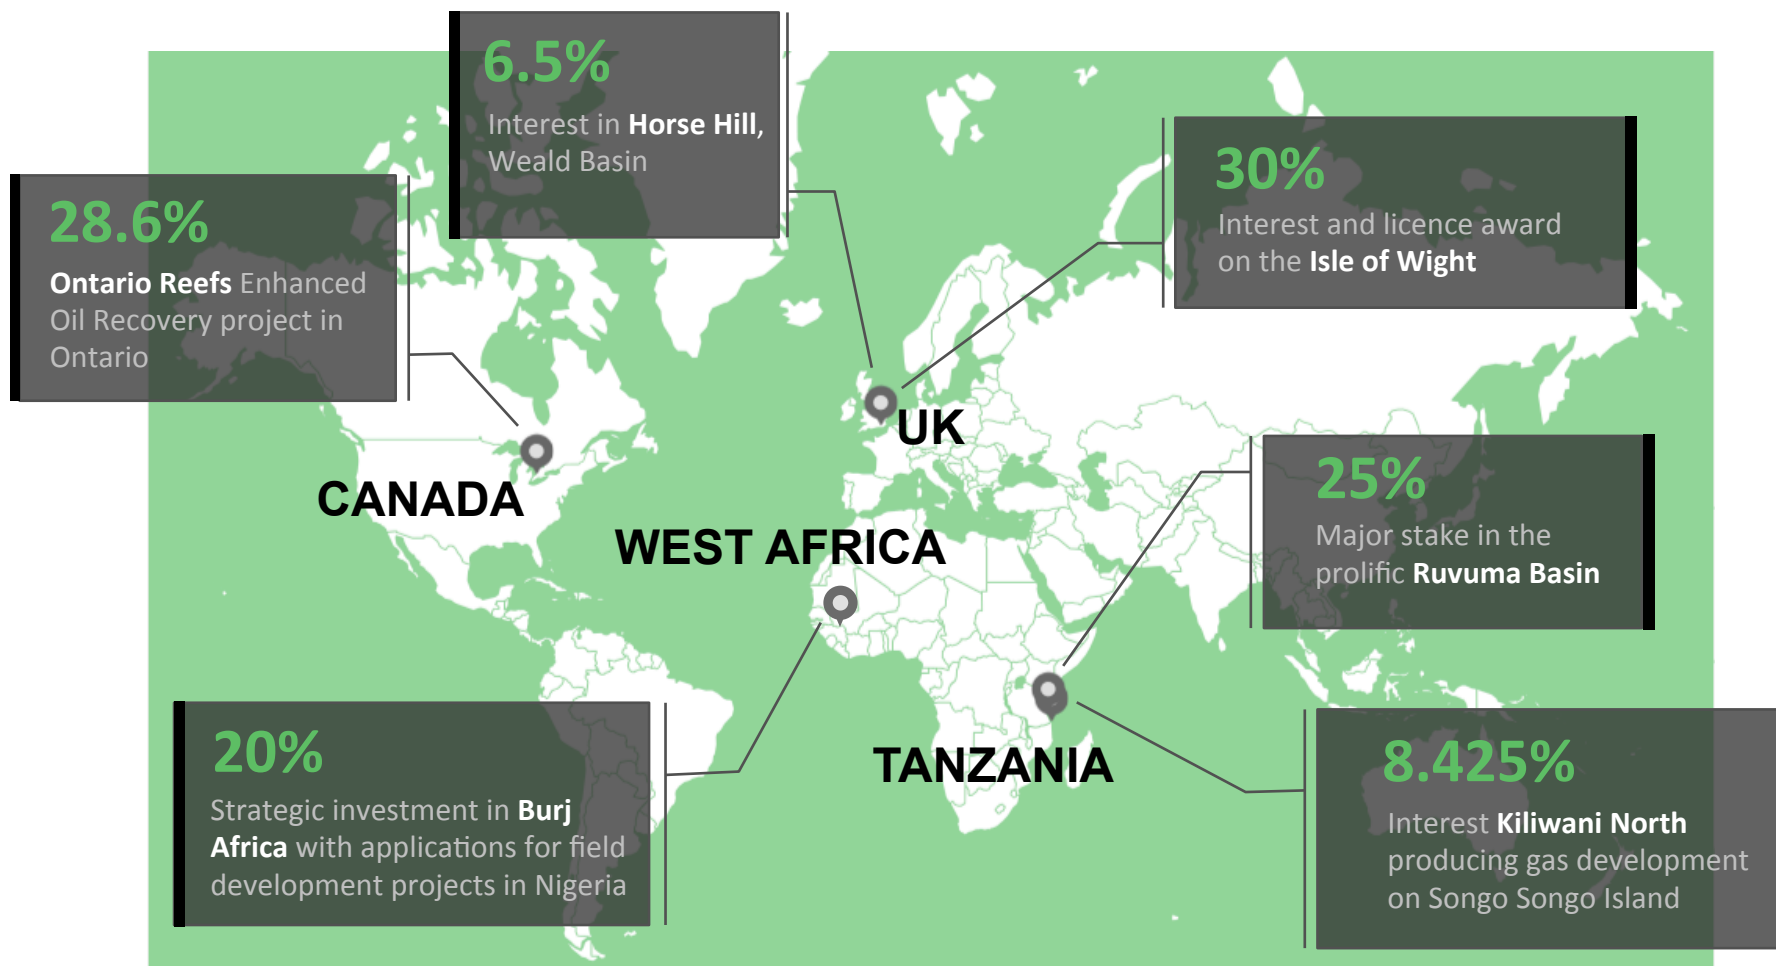 6.5%
Interest in Horse Hill,
Weald Basin
30%
Interest and licence award
on the Isle of Wight
28.6%
Ontario Reefs Enhanced
Oil Recovery project in
Ontario
UK
CANADA
25%
Major stake in the
prolific Ruvuma Basin
WEST AFRICA
20%
Strategic investment in Burj
Africa with applications for field
development projects in Nigeria
TANZANIA
8.425%
Interest Kiliwani North
producing gas development
on Songo Songo Island